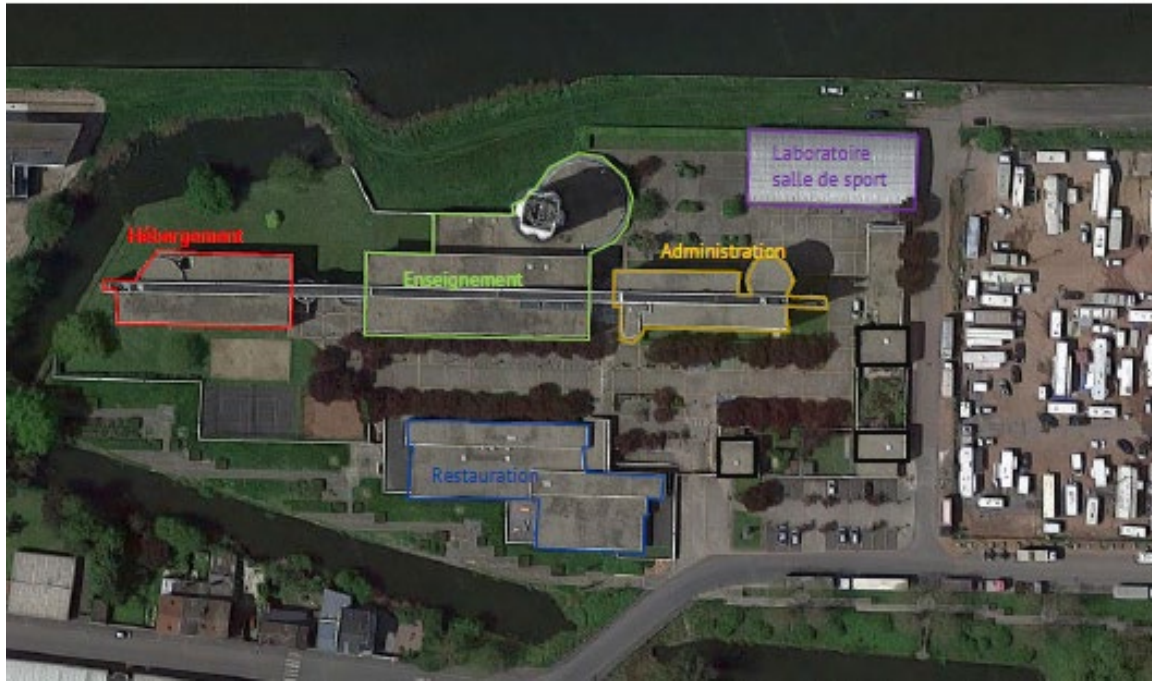 Laboratoire
salle de sport
Hébergement
Administration
Enseignement
Restauration